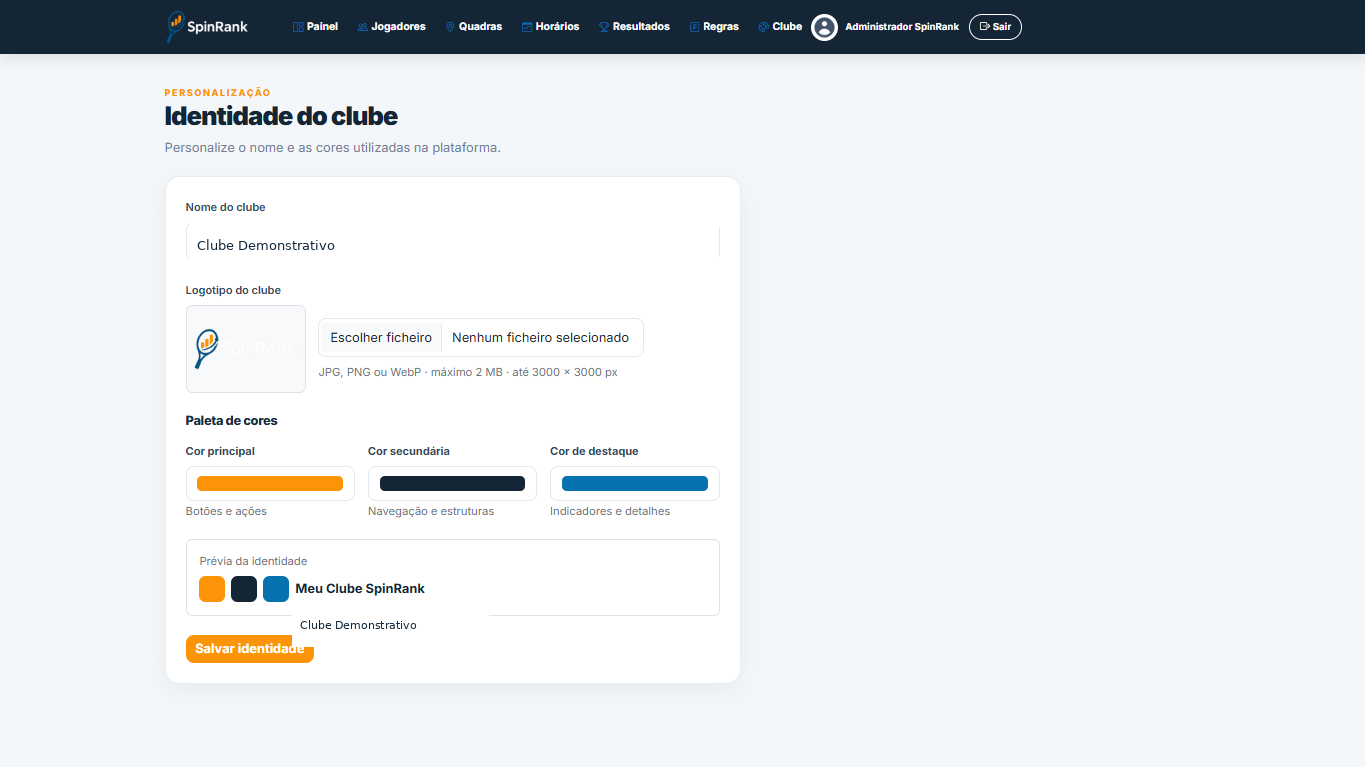 SpinRank Painel Jogadores Quadras Horários Resultados Regras Clube Administrador SpinRank Sair
PERSONALIZAÇÃO
Identidade do clube
Personalize o nome e as cores utilizadas na plataforma.
Nome do clube
Clube Demonstrativo
Logotipo do clube
SpinRank
Escolher ficheiro Nenhum ficheiro selecionado
JPG, PNG ou WebP · máximo 2 MB · até 3000 × 3000 px
Paleta de cores
Cor principal Cor secundária Cor de destaque
Botões e ações Navegação e estruturas Indicadores e detalhes
Prévia da identidade
Meu Clube SpinRank
Clube Demonstrativo
Salvar identidade